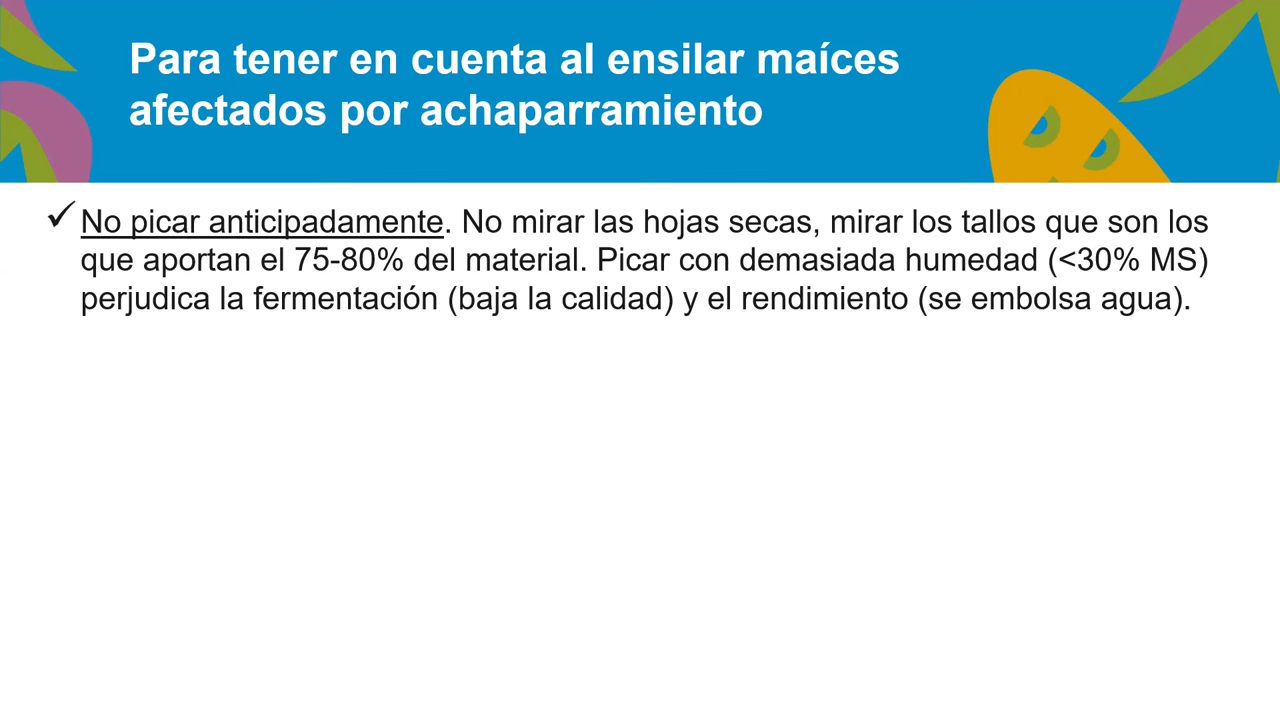 Para tener en cuenta al ensilar maíces
afectados por achaparramiento
✓ No picar anticipadamente. No mirar las hojas secas, mirar los tallos que son los
que aportan el 75-80% del material. Picar con demasiada humedad (<30% MS)
perjudica la fermentación (baja la calidad) y el rendimiento (se embolsa agua).